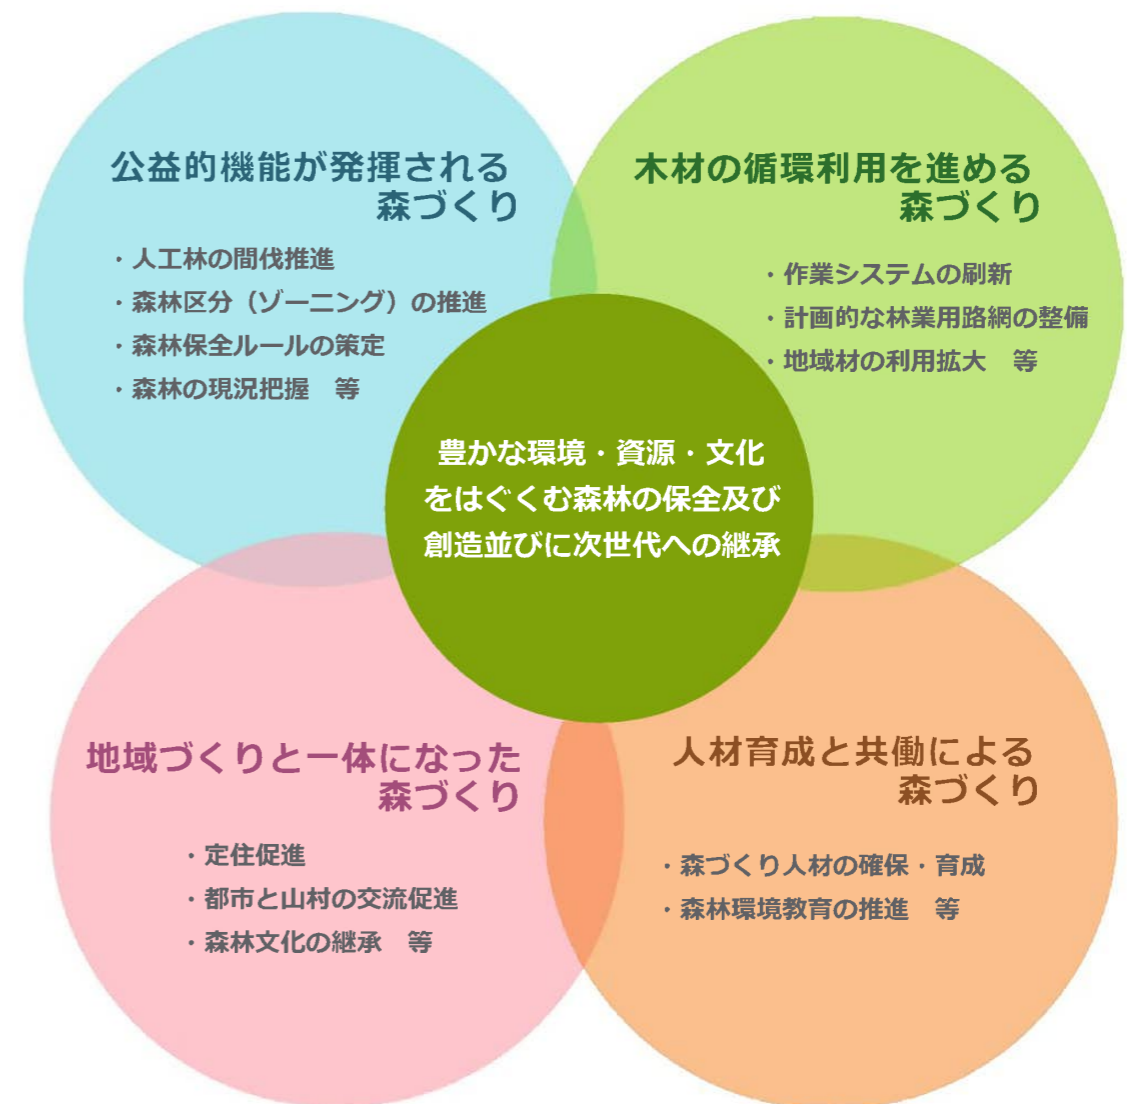 公益的機能が発揮される
森づくり
・人工林の間伐推進
・森林区分（ゾーニング）の推進
・森林保全ルールの策定
・森林の現況把握　等
木材の循環利用を進める
森づくり
・作業システムの刷新
・計画的な林業用路網の整備
・地域材の利用拡大　等
豊かな環境・資源・文化
をはぐくむ森林の保全及び
創造並びに次世代への継承
地域づくりと一体になった
森づくり
・定住促進
・都市と山村の交流促進
・森林文化の継承　等
人材育成と共働による
森づくり
・森づくり人材の確保・育成
・森林環境教育の推進　等